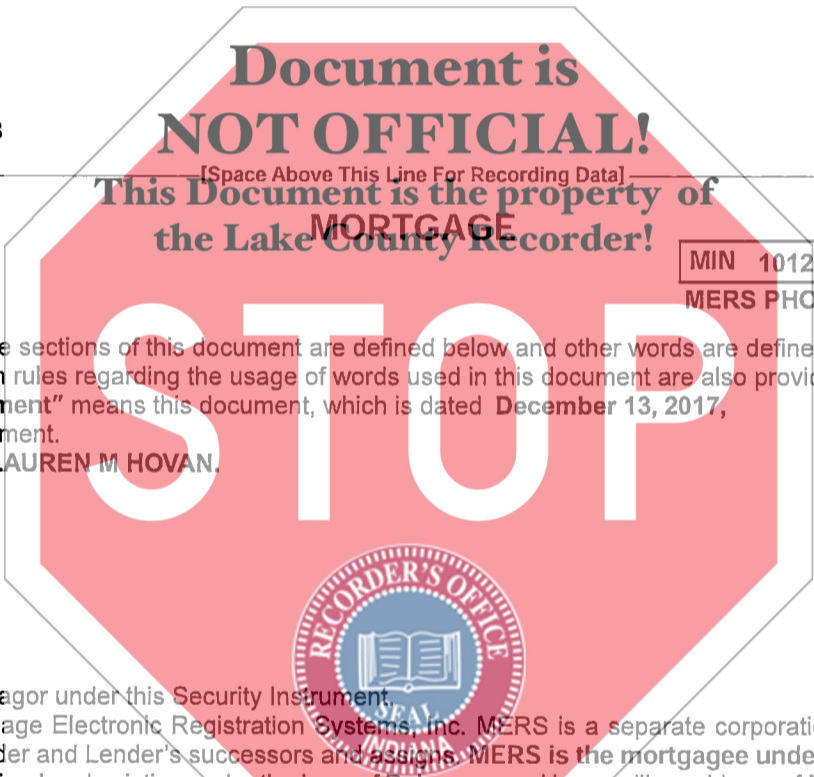 Document is
NOT OFFICIAL!
[Space Above This Line For Recording Data]
This Document is the property of
MORTGAGE
the Lake County Recorder!
MIN 1012
MERS PHO
STOP
e sections of this document are defined below and other words are define
rules regarding the usage of words used in this document are also provid
ment” means this document, which is dated December 13, 2017,
ment.
LAUREN M HOVAN.
RECORDER'S OFFICE
SEAL
INDIANA
agor under this Security Instrument.
age Electronic Registration Systems, Inc. MERS is a separate corporati
der and Lender's successors and assigns. MERS is the mortgagee unde